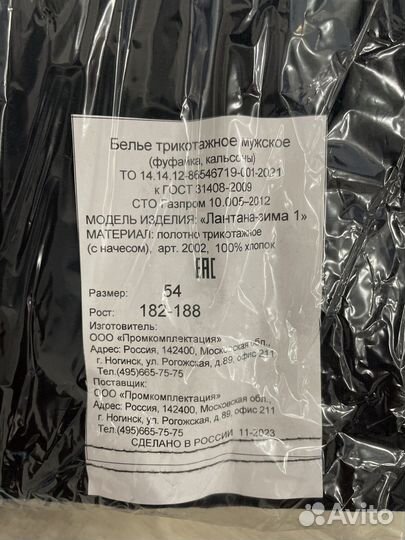 Белье трикотажное мужское
(фуфайка, кальсоны)
ТО 14.14.12-86546719-001-2021
к ГОСТ 31408-2009
СТО Газпром 10.005-2012
МОДЕЛЬ ИЗДЕЛИЯ: «Лантана-зима 1»
МАТЕРИАЛ: полотно трикотажное
(с начесом), арт. 2002, 100% хлопок
ЕАС
Размер: 54
Рост: 182-188
Изготовитель:
ООО «Промкомплектация»
Адрес: Россия, 142400, Московская обл.,
г. Ногинск, ул. Рогожская, д.89, офис 211
Тел.(495)665-75-75
Поставщик:
ООО «Промкомплектация»
Адрес: Россия, 142400, Московская обл.,
г. Ногинск, ул. Рогожская, д.89, офис 211
Тел.(495)665-75-75
СДЕЛАНО В РОССИИ 11-2023
Avito